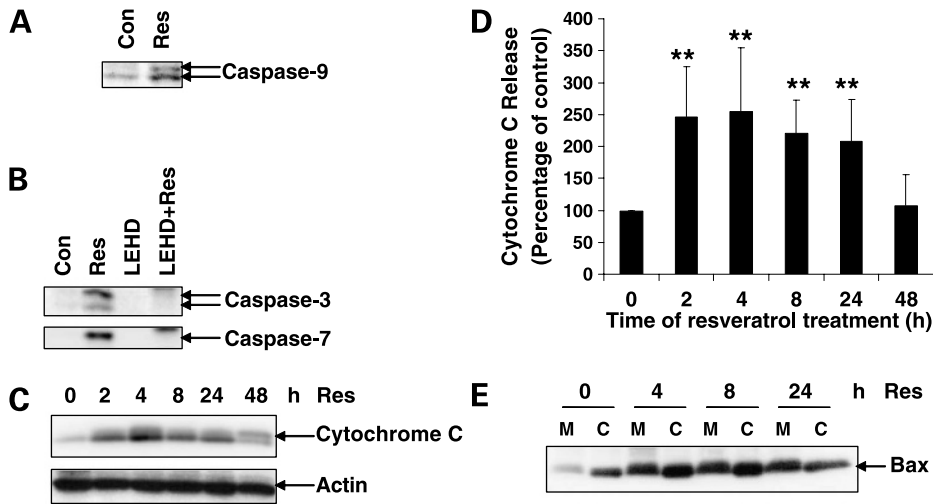 A
Con
Res
Caspase-9
B
Con
Res
LEHD
LEHD+Res
Caspase-3
Caspase-7
C
0 2 4 8 24 48 h Res
Cytochrome C
Actin
D
Cytochrome C Release
(Percentage of control)
400
350
300
250
200
150
100
50
0
** ** ** **
0 2 4 8 24 48
Time of resveratrol treatment (h)
E
0 4 8 24 h Res
M C M C M C M C
Bax